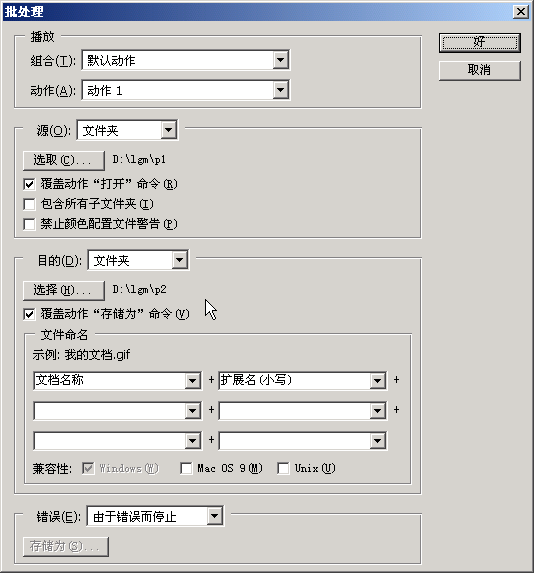 批处理
播放
好
组合(T): 默认动作
取消
动作(A): 动作 1
源(O): 文件夹
选取(C)... D:\lgm\p1
覆盖动作“打开”命令(R)
包含所有子文件夹(I)
禁止颜色配置文件警告(P)
目的(D): 文件夹
选择(H)... D:\lgm\p2
覆盖动作“存储为”命令(V)
文件命名
示例: 我的文档.gif
文档名称 + 扩展名(小写) +
+ +
+
兼容性: Windows(W) Mac OS 9(M) Unix(U)
错误(E): 由于错误而停止
存储为(S)...